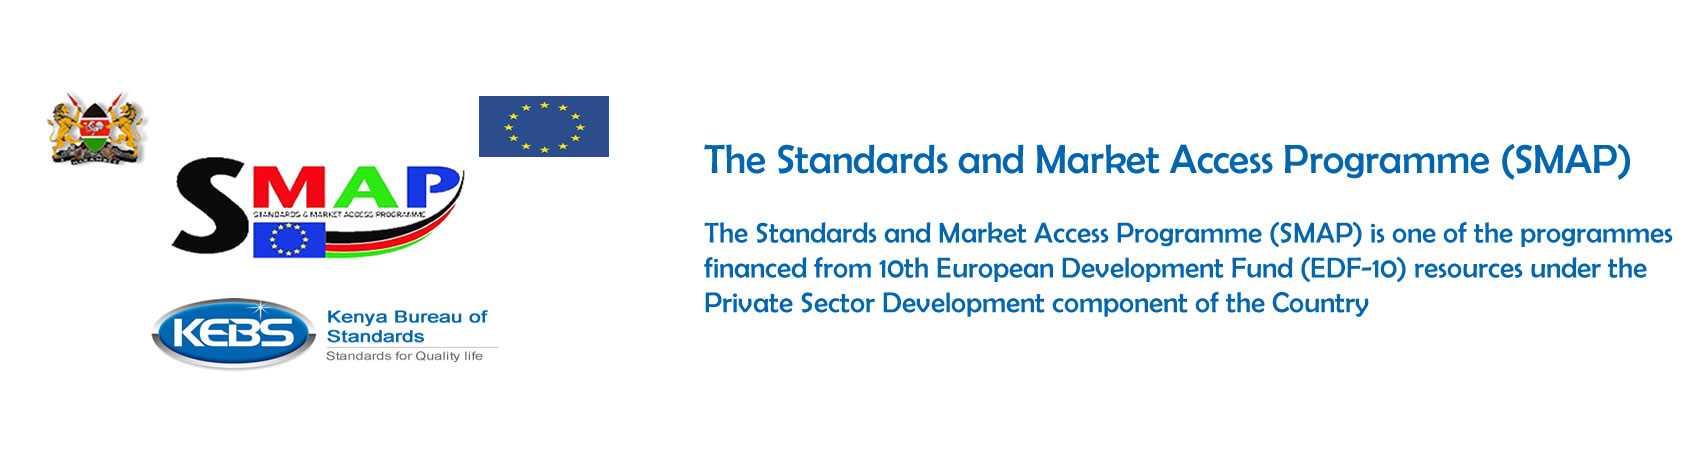 SMAP
STANDARDS & MARKET ACCESS PROGRAMME
KEBS
Kenya Bureau of
Standards
Standards for Quality life
The Standards and Market Access Programme (SMAP)
The Standards and Market Access Programme (SMAP) is one of the programmes
financed from 10th European Development Fund (EDF-10) resources under the
Private Sector Development component of the Country